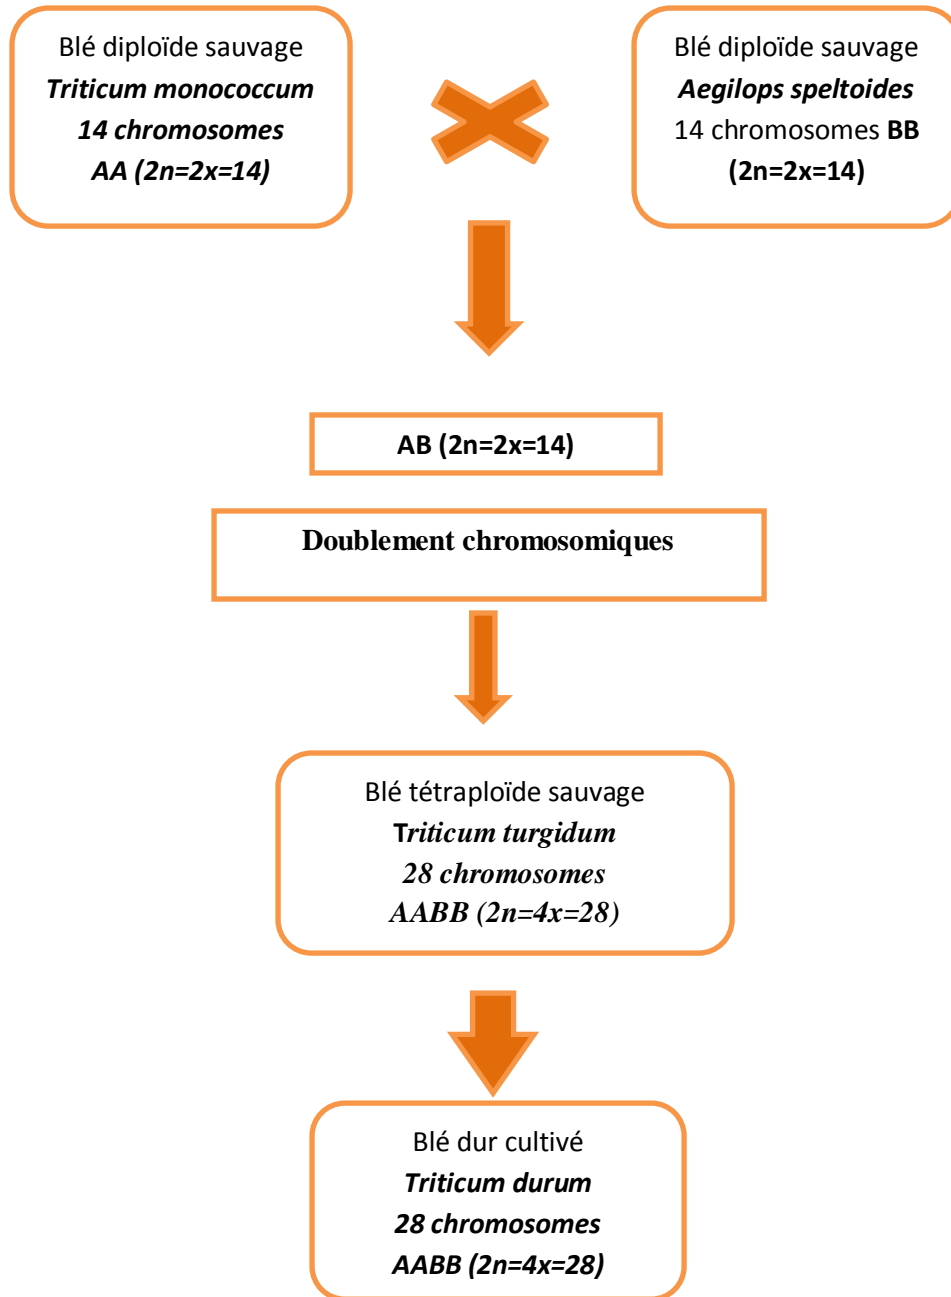 Blé diploïde sauvage
Triticum monococcum
14 chromosomes
AA (2n=2x=14)
Blé diploïde sauvage
Aegilops speltoides
14 chromosomes BB
(2n=2x=14)
AB (2n=2x=14)
Doublement chromosomiques
Blé tétraploïde sauvage
Triticum turgidum
28 chromosomes
AABB (2n=4x=28)
Blé dur cultivé
Triticum durum
28 chromosomes
AABB (2n=4x=28)